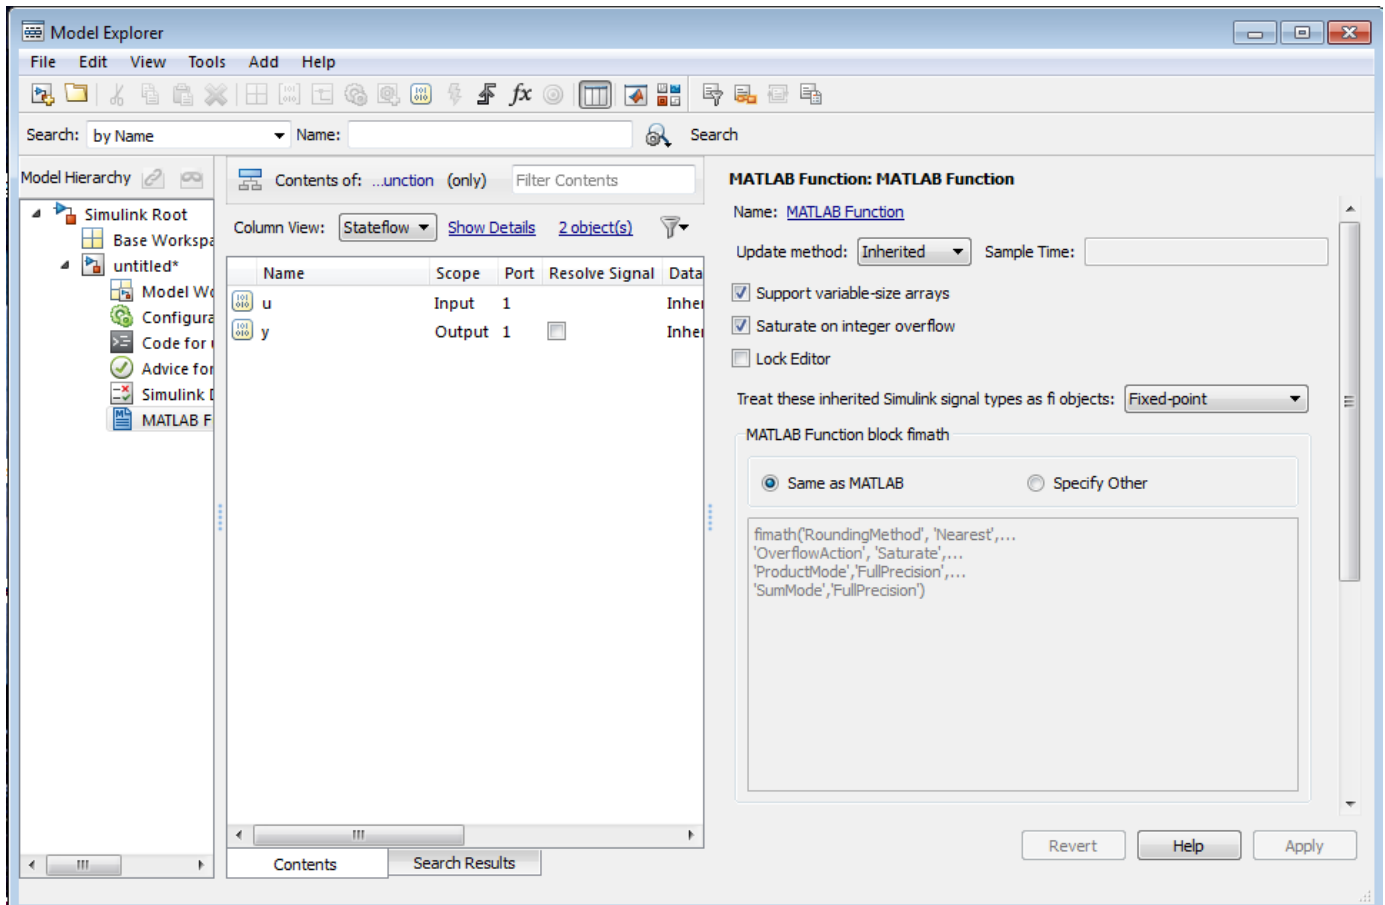 Model Explorer
File Edit View Tools Add Help
fx
Search: by Name Name: Search
Model Hierarchy
Simulink Root
Base Workspa
untitled*
Model Wo
Configura
Code for
Advice for
Simulink
MATLAB F
Contents of: ...unction (only) Filter Contents
Column View: Stateflow Show Details 2 object(s)
Name Scope Port Resolve Signal Data
u Input 1 Inher
y Output 1 Inher
Contents Search Results
MATLAB Function: MATLAB Function
Name: MATLAB Function
Update method: Inherited Sample Time:
Support variable-size arrays
Saturate on integer overflow
Lock Editor
Treat these inherited Simulink signal types as fi objects: Fixed-point
MATLAB Function block fimath
Same as MATLAB Specify Other
fimath('RoundingMethod', 'Nearest',...
'OverflowAction', 'Saturate',...
'ProductMode','FullPrecision',...
'SumMode','FullPrecision')
Revert Help Apply